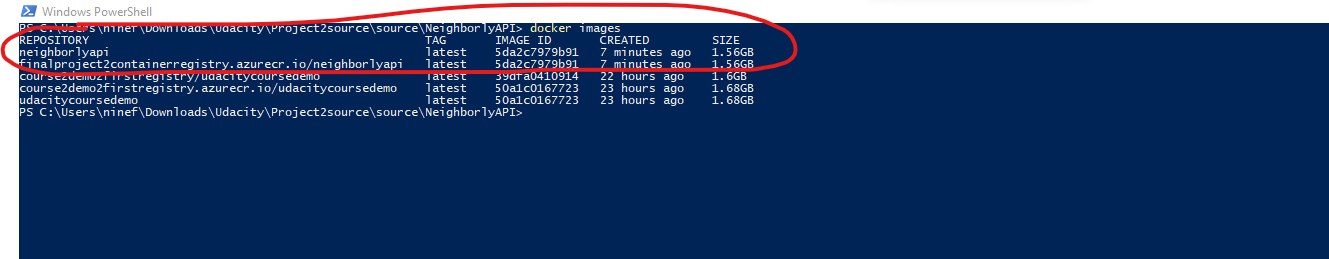 Windows PowerShell
PS C:\Users\ninef\Downloads\Udacity\Project2source\source\NeighborlyAPI> docker images
REPOSITORY TAG IMAGE ID CREATED SIZE
neighborlyapi latest 5da2c7979b91 7 minutes ago 1.56GB
finalproject2containerregistry.azurecr.io/neighborlyapi latest 5da2c7979b91 7 minutes ago 1.56GB
course2demo2firstregistry/udacitycoursedemo latest 39dfa0410914 22 hours ago 1.6GB
course2demo2firstregistry.azurecr.io/udacitycoursedemo latest 50a1c0167723 23 hours ago 1.68GB
udacitycoursedemo latest 50a1c0167723 23 hours ago 1.68GB
PS C:\Users\ninef\Downloads\Udacity\Project2source\source\NeighborlyAPI>